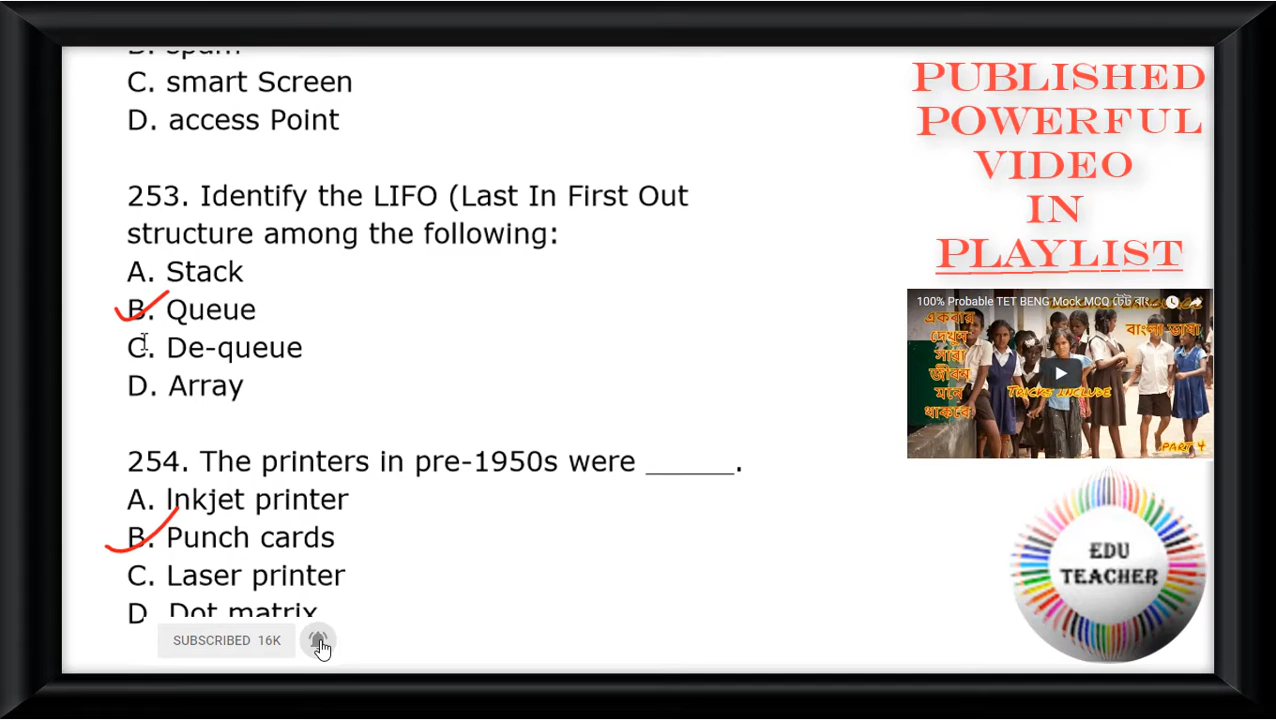 B. spam
C. smart Screen
D. access Point
253. Identify the LIFO (Last In First Out
structure among the following:
A. Stack
B. Queue
C. De-queue
D. Array
254. The printers in pre-1950s were ______.
A. lnkjet printer
B. Punch cards
C. Laser printer
D. Dot matrix
SUBSCRIBED 16K
PUBLISHED
POWERFUL
VIDEO
IN
PLAYLIST
100% Probable TET BENG Mock MCQ টেট বাং...
একবার
দেখুন
সারা
জীবন
মনে
থাকবে
বাংলা ভাষা
TRICKS INCLUDE
PART 4
EDU
TEACHER